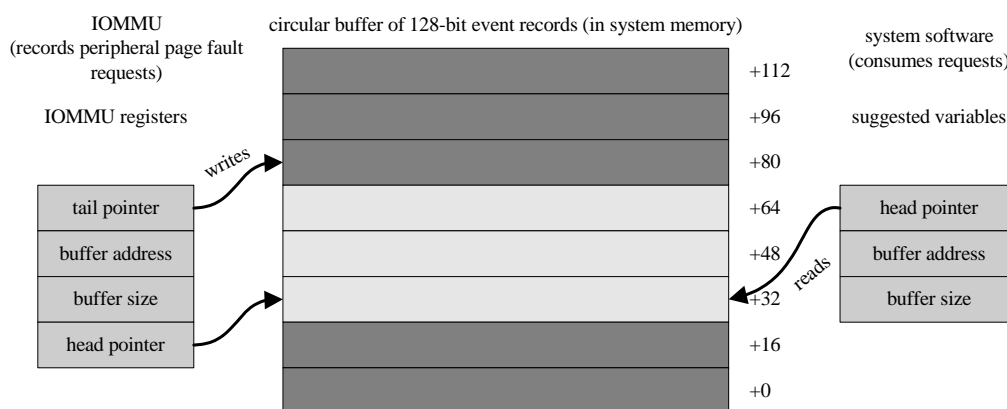 IOMMU
(records peripheral page fault
requests)
circular buffer of 128-bit event records (in system memory)
system software
(consumes requests)
IOMMU registers
suggested variables
writes
tail pointer
buffer address
buffer size
head pointer
+112
+96
+80
+64
+48
+32
+16
+0
reads
head pointer
buffer address
buffer size